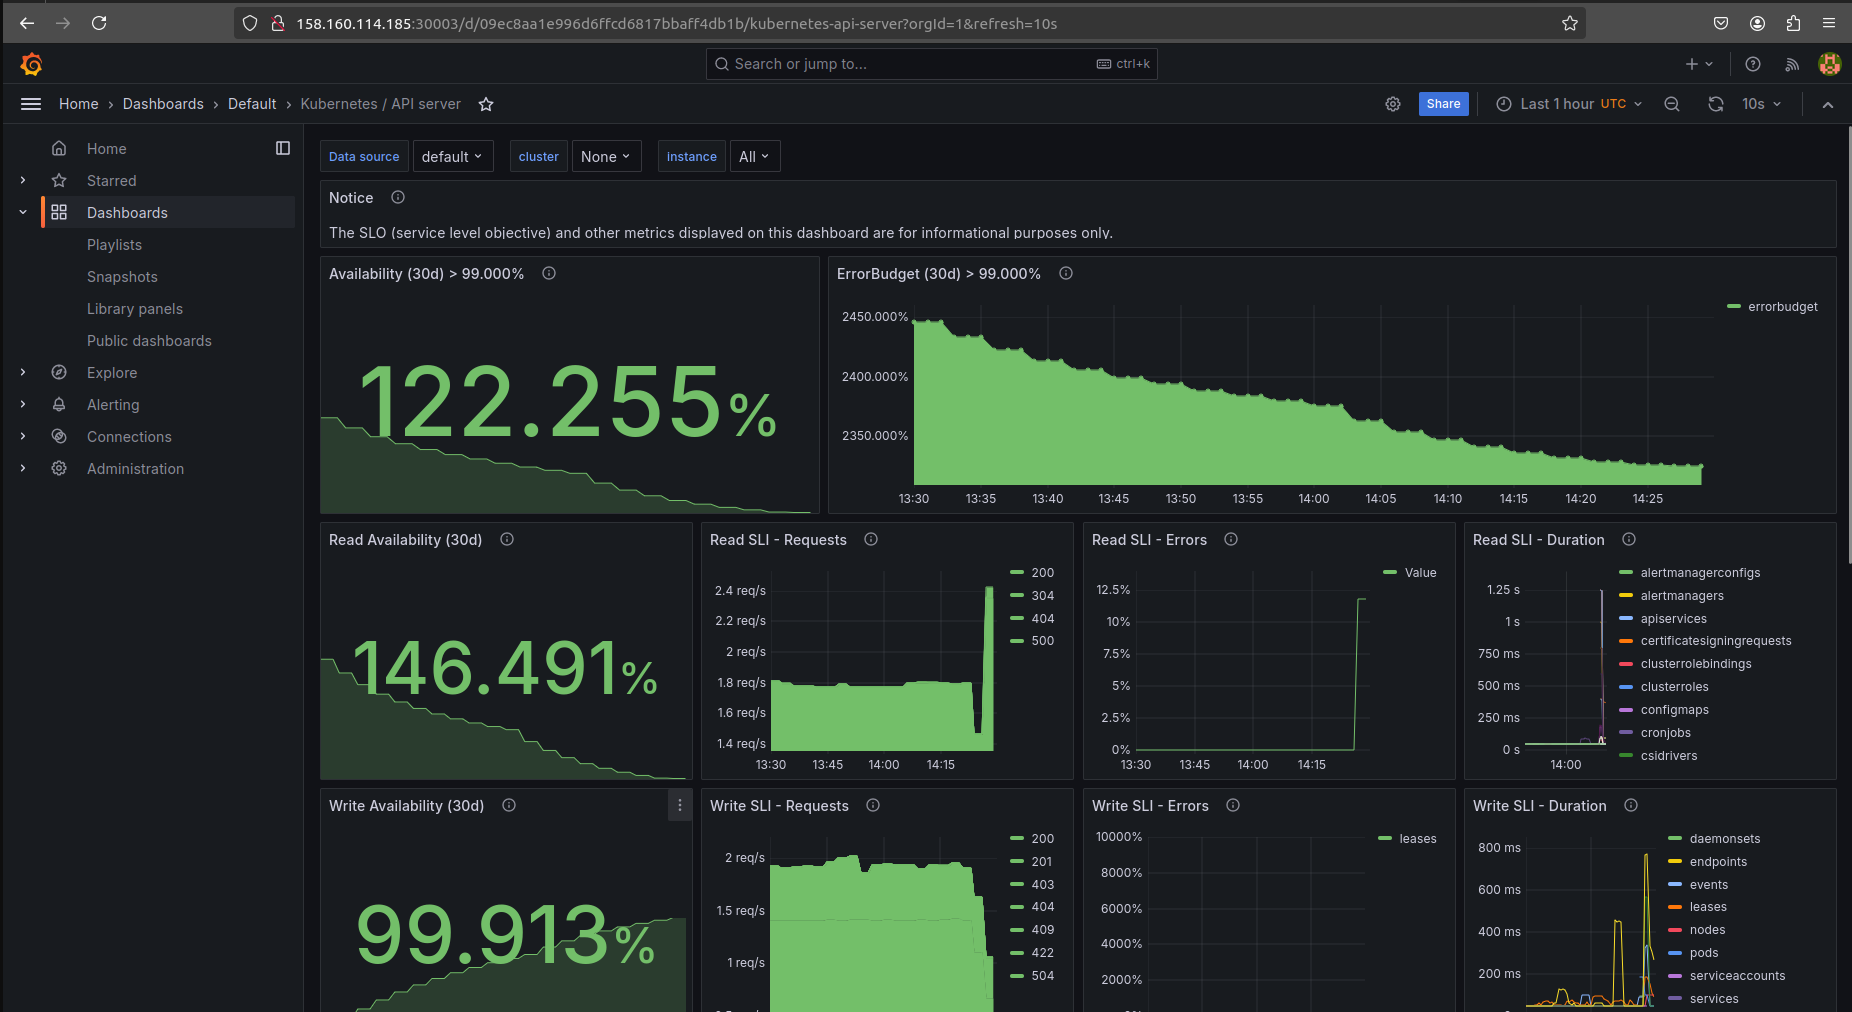 158.160.114.185:30003/d/09ec8aa1e996d6ffcd6817bbaff4db1b/kubernetes-api-server?orgId=1&refresh=10s
Search or jump to... ctrl+k
Home › Dashboards › Default › Kubernetes / API server
Share
Last 1 hour UTC
10s
Home
Starred
Dashboards
Playlists
Snapshots
Library panels
Public dashboards
Explore
Alerting
Connections
Administration
Data source default cluster None instance All
Notice
The SLO (service level objective) and other metrics displayed on this dashboard are for informational purposes only.
Availability (30d) > 99.000%
122.255%
ErrorBudget (30d) > 99.000%
2450.000%
2400.000%
2350.000%
13:30 13:35 13:40 13:45 13:50 13:55 14:00 14:05 14:10 14:15 14:20 14:25
errorbudget
Read Availability (30d)
146.491%
Read SLI - Requests
2.4 req/s
2.2 req/s
2 req/s
1.8 req/s
1.6 req/s
1.4 req/s
13:30 13:45 14:00 14:15
200
304
404
500
Read SLI - Errors
12.5%
10%
7.5%
5%
2.5%
0%
13:30 13:45 14:00 14:15
Value
Read SLI - Duration
1.25 s
1 s
750 ms
500 ms
250 ms
0 s
14:00
alertmanagerconfigs
alertmanagers
apiservices
certificatesigningrequests
clusterrolebindings
clusterroles
configmaps
cronjobs
csidrivers
Write Availability (30d)
99.913%
Write SLI - Requests
2 req/s
1.5 req/s
1 req/s
200
201
403
404
409
422
504
Write SLI - Errors
10000%
8000%
6000%
4000%
2000%
leases
Write SLI - Duration
800 ms
600 ms
400 ms
200 ms
daemonsets
endpoints
events
leases
nodes
pods
serviceaccounts
services